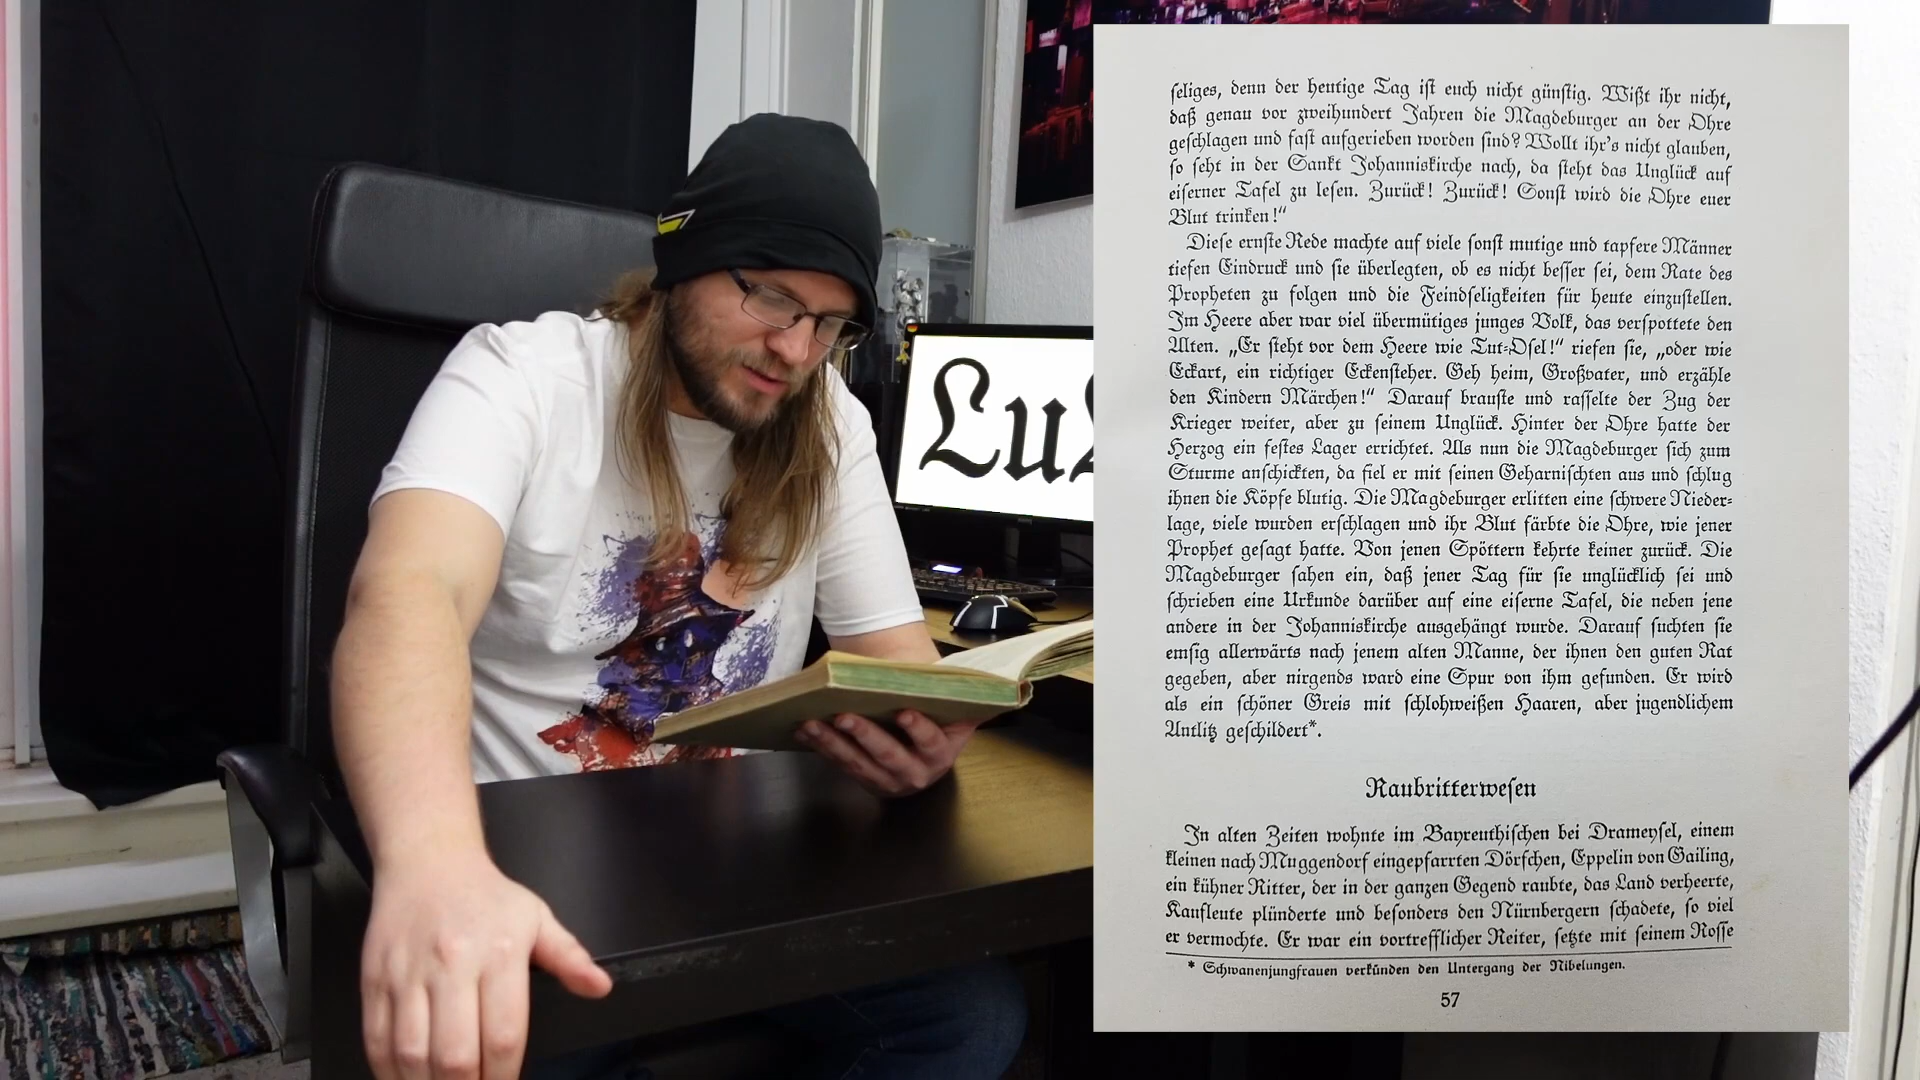 Lu
seliges, denn der heutige Tag ist euch nicht günstig. Wißt ihr nicht,
daß genau vor zweihundert Jahren die Magdeburger an der Ohre
geschlagen und fast aufgerieben worden sind? Wollt ihr's nicht glauben,
so seht in der Sankt Johanniskirche nach, da steht das Unglück auf
eiserner Tafel zu lesen. Zurück! Zurück! Sonst wird die Ohre euer
Blut trinken!“
Diese ernste Rede machte auf viele sonst mutige und tapfere Männer
tiefen Eindruck und sie überlegten, ob es nicht besser sei, dem Rate des
Propheten zu folgen und die Feindseligkeiten für heute einzustellen.
Im Heere aber war viel übermütiges junges Volk, das verspottete den
Alten. „Er steht vor dem Heere wie Tut-Osel!“ riefen sie, „oder wie
Eckart, ein richtiger Eckensteher. Geh heim, Großvater, und erzähle
den Kindern Märchen!“ Darauf brauste und rasselte der Zug der
Krieger weiter, aber zu seinem Unglück. Hinter der Ohre hatte der
Herzog ein festes Lager errichtet. Als nun die Magdeburger sich zum
Sturme anschickten, da fiel er mit seinen Geharnischten aus und schlug
ihnen die Köpfe blutig. Die Magdeburger erlitten eine schwere Nieder-
lage, viele wurden erschlagen und ihr Blut färbte die Ohre, wie jener
Prophet gesagt hatte. Von jenen Spöttern kehrte keiner zurück. Die
Magdeburger sahen ein, daß jener Tag für sie unglücklich sei und
schrieben eine Urkunde darüber auf eine eiserne Tafel, die neben jene
andere in der Johanniskirche ausgehängt wurde. Darauf suchten sie
emsig allerwärts nach jenem alten Manne, der ihnen den guten Rat
gegeben, aber nirgends ward eine Spur von ihm gefunden. Er wird
als ein schöner Greis mit schlohweißen Haaren, aber jugendlichem
Antlitz geschildert*.
Raubritterwesen
In alten Zeiten wohnte im Bayreuthischen bei Drameysel, einem
kleinen nach Muggendorf eingepfarrten Dörfchen, Eppelin von Gailing,
ein kühner Ritter, der in der ganzen Gegend raubte, das Land verheerte,
Kaufleute plünderte und besonders den Nürnbergern schadete, so viel
er vermochte. Er war ein vortrefflicher Reiter, setzte mit seinem Rosse
* Schwanenjungfrauen verkünden den Untergang der Nibelungen.
57